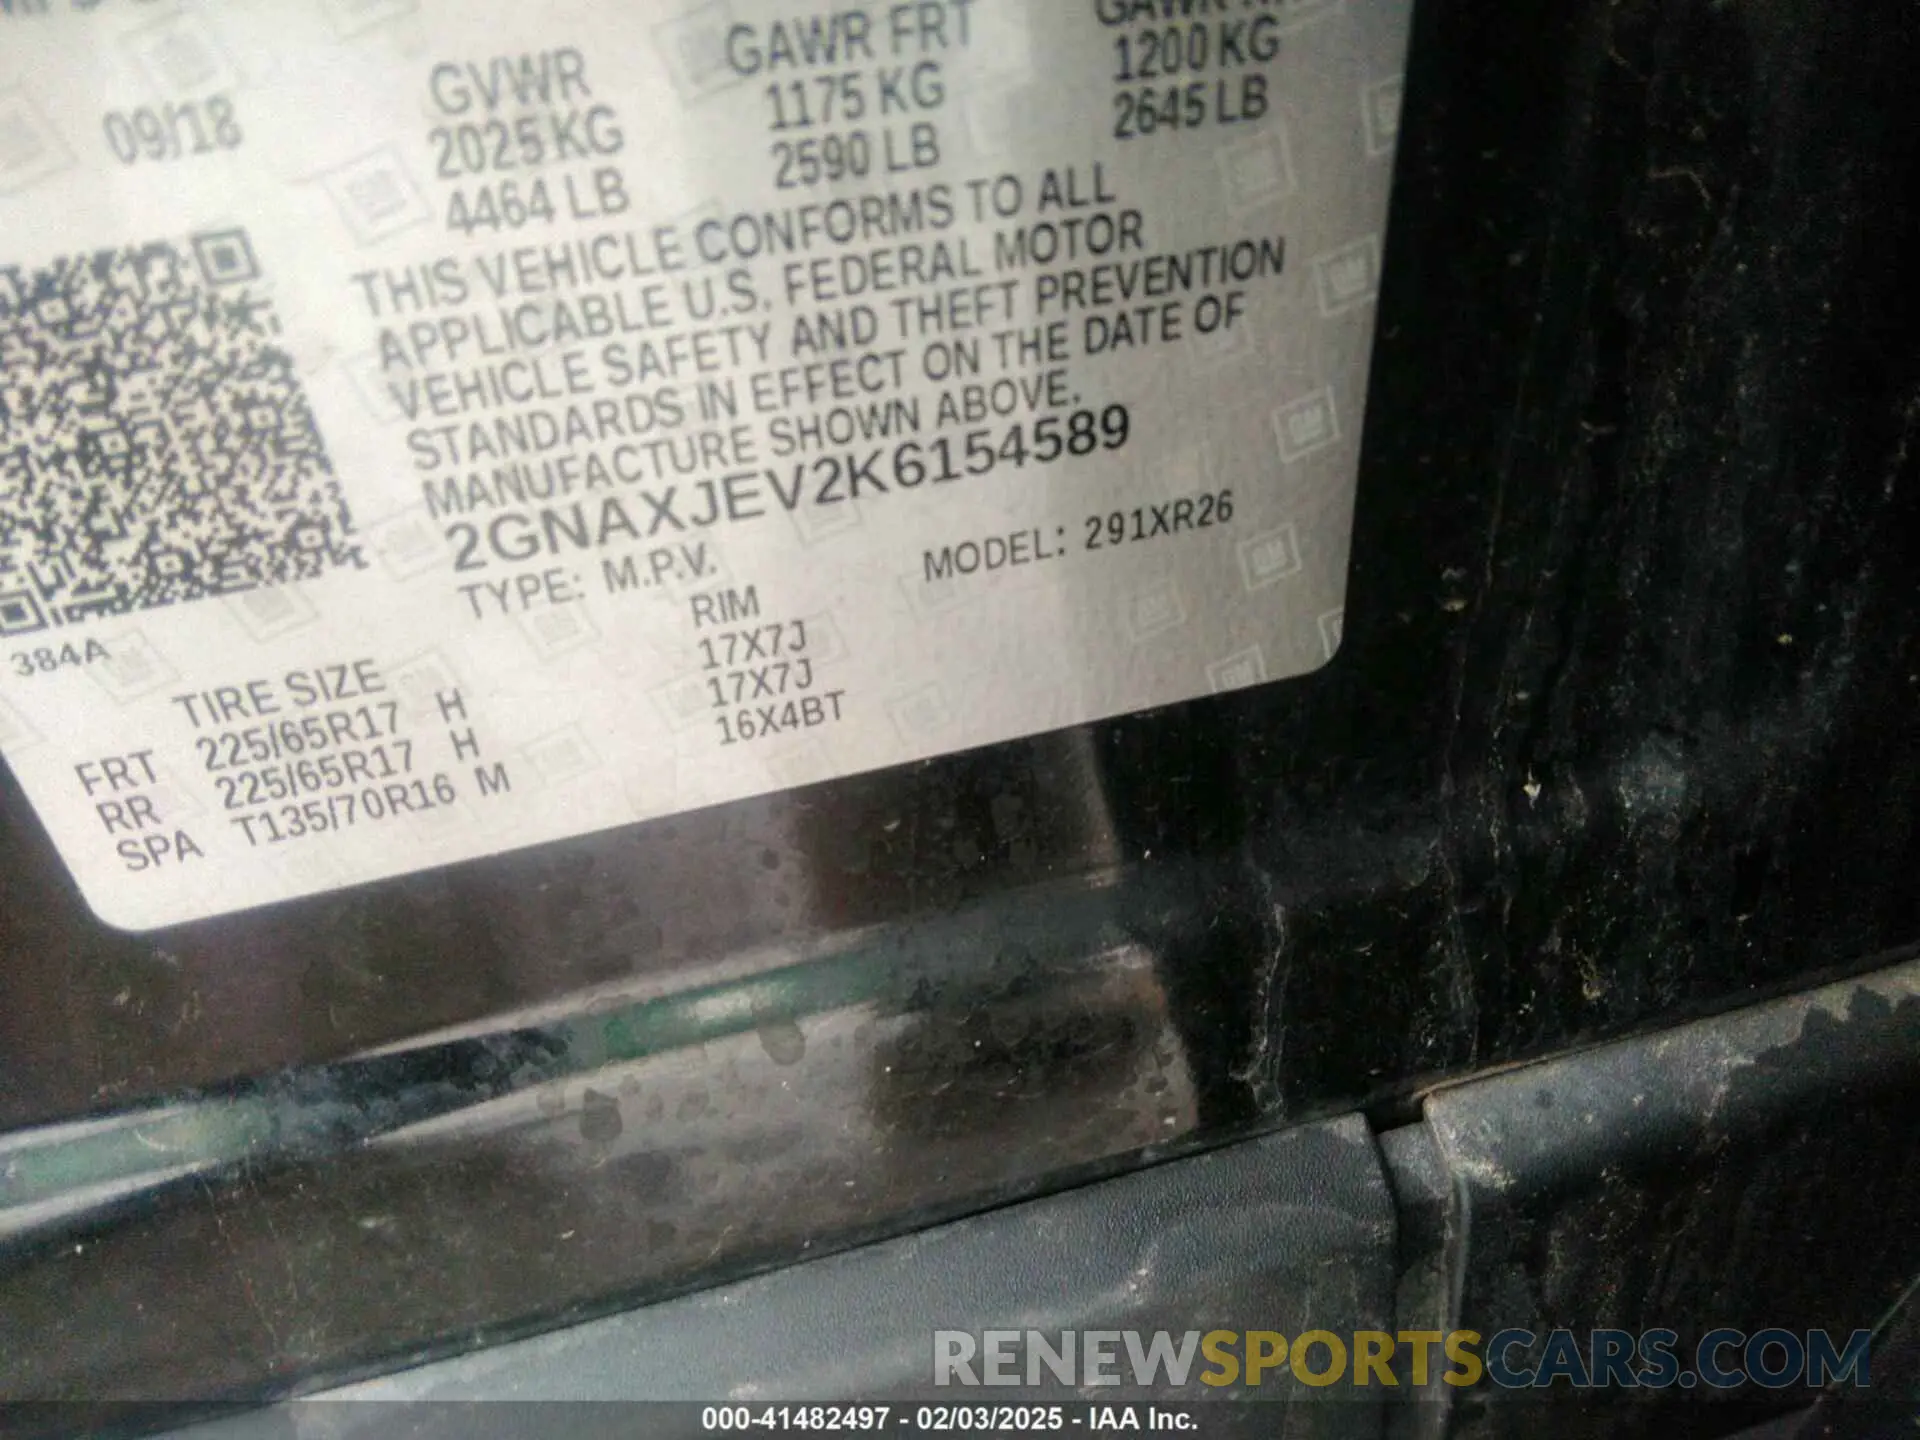 09/18
GVWR
2025 KG
4464 LB
GAWR FRT
1175 KG
2590 LB
1200 KG
2645 LB
THIS VEHICLE CONFORMS TO ALL
APPLICABLE U.S. FEDERAL MOTOR
VEHICLE SAFETY AND THEFT PREVENTION
STANDARDS IN EFFECT ON THE DATE OF
MANUFACTURE SHOWN ABOVE.
2GNAXJEV2K6154589
TYPE: M.P.V. MODEL: 291XR26
384A
TIRE SIZE RIM
FRT 225/65R17 H 17X7J
RR 225/65R17 H 17X7J
SPA T135/70R16 M 16X4BT
RENEWSPORTSCARS.COM
000-41482497 - 02/03/2025 - IAA Inc.